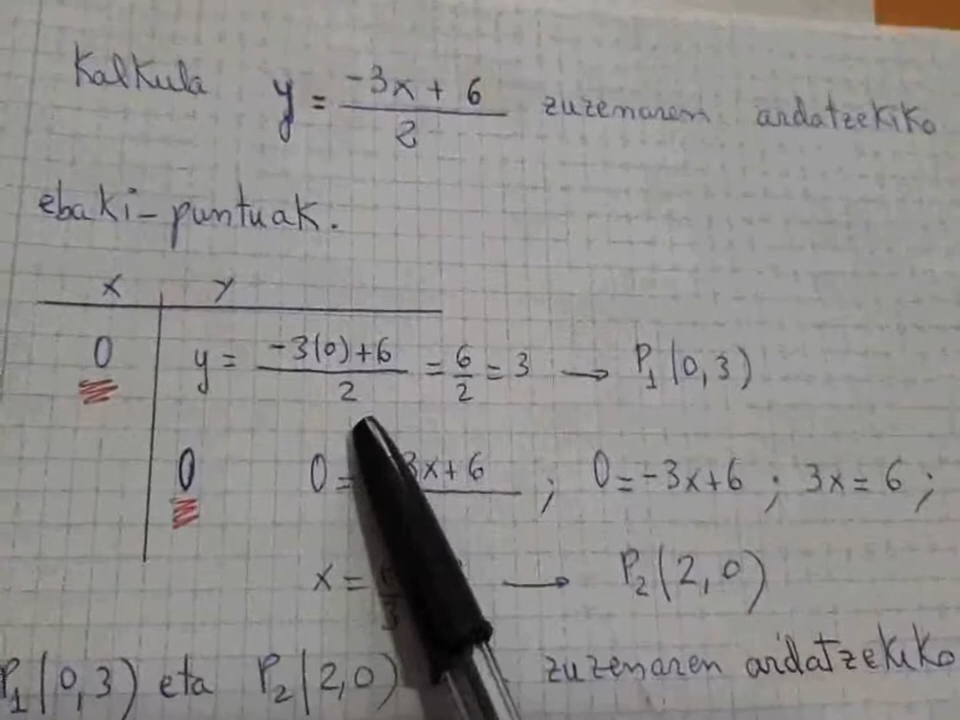 Kalkula y = (-3x + 6)/2 zuzenaren ardatzekiko
ebaki-puntuak.
x y
0 y = (-3(0)+6)/2 = 6/2 = 3 → P₁(0,3)
0 0 = 3x+6 ; 0=-3x+6 ; 3x=6 ;
x = → P₂(2,0)
P₁(0,3) eta P₂(2,0) zuzenaren ardatzekiko